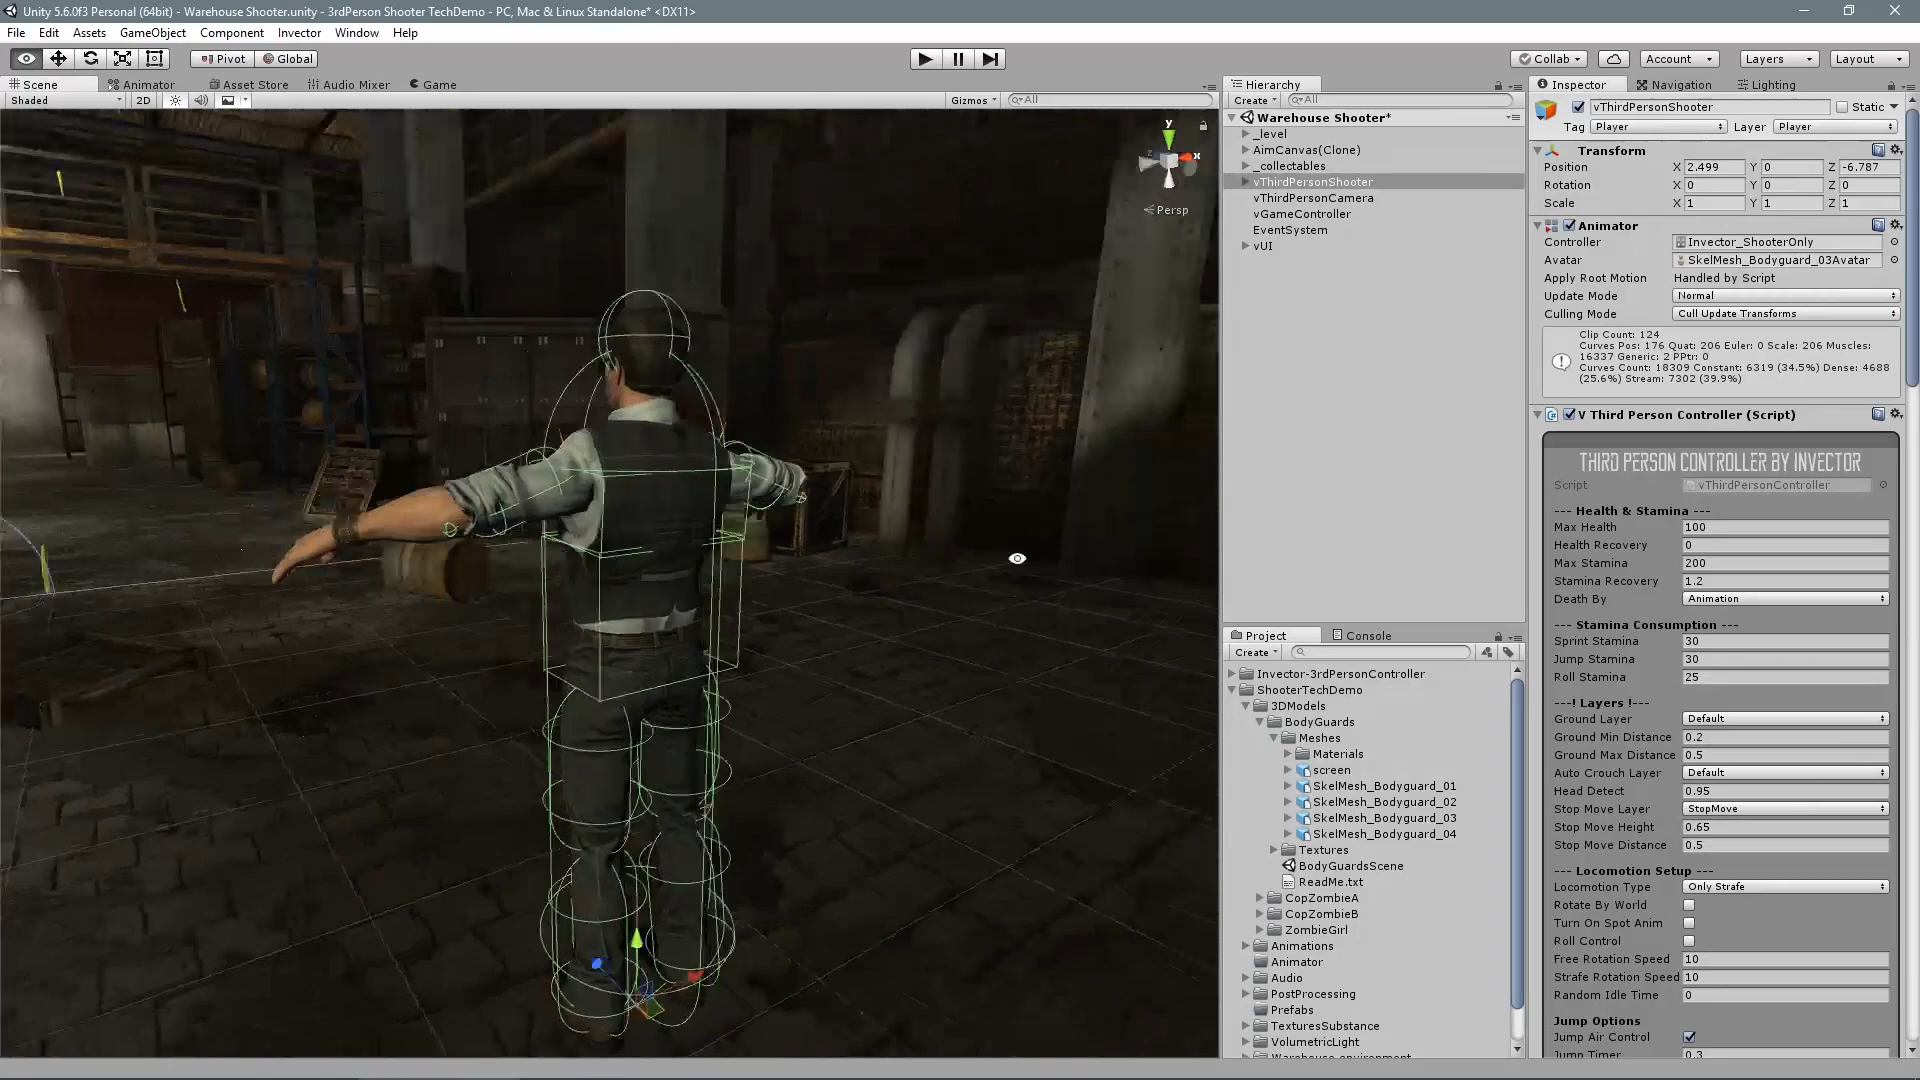 Unity 5.6.0f3 Personal (64bit) - Warehouse Shooter.unity - 3rdPerson Shooter TechDemo - PC, Mac & Linux Standalone* <DX11>
File Edit Assets GameObject Component Invector Window Help
Pivot Global Collab Account Layers Layout
Scene Animator Asset Store Audio Mixer Game
Shaded 2D Gizmos All
y
x
z
Persp
Hierarchy
Create All
Warehouse Shooter*
_level
AimCanvas(Clone)
_collectables
vThirdPersonShooter
vThirdPersonCamera
vGameController
EventSystem
vUI
Project Console
Create
Invector-3rdPersonController
ShooterTechDemo
3DModels
BodyGuards
Meshes
Materials
screen
SkelMesh_Bodyguard_01
SkelMesh_Bodyguard_02
SkelMesh_Bodyguard_03
SkelMesh_Bodyguard_04
Textures
BodyGuardsScene
ReadMe.txt
CopZombieA
CopZombieB
ZombieGirl
Animations
Animator
Audio
PostProcessing
Prefabs
TexturesSubstance
VolumetricLight
Warehouse environment
Inspector Navigation Lighting
vThirdPersonShooter Static
Tag Player Layer Player
Transform
Position X 2.499 Y 0 Z -6.787
Rotation X 0 Y 0 Z 0
Scale X 1 Y 1 Z 1
Animator
Controller Invector_ShooterOnly
Avatar SkelMesh_Bodyguard_03Avatar
Apply Root Motion Handled by Script
Update Mode Normal
Culling Mode Cull Update Transforms
Clip Count: 124
Curves Pos: 176 Quat: 206 Euler: 0 Scale: 206 Muscles:
16337 Generic: 2 PPtr: 0
Curves Count: 18309 Constant: 6319 (34.5%) Dense: 4688
(25.6%) Stream: 7302 (39.9%)
V Third Person Controller (Script)
THIRD PERSON CONTROLLER BY INVECTOR
Script vThirdPersonController
--- Health & Stamina ---
Max Health 100
Health Recovery 0
Max Stamina 200
Stamina Recovery 1.2
Death By Animation
--- Stamina Consumption ---
Sprint Stamina 30
Jump Stamina 30
Roll Stamina 25
---! Layers !---
Ground Layer Default
Ground Min Distance 0.2
Ground Max Distance 0.5
Auto Crouch Layer Default
Head Detect 0.95
Stop Move Layer StopMove
Stop Move Height 0.65
Stop Move Distance 0.5
--- Locomotion Setup ---
Locomotion Type Only Strafe
Rotate By World
Turn On Spot Anim
Roll Control
Free Rotation Speed 10
Strafe Rotation Speed 10
Random Idle Time 0
Jump Options
Jump Air Control
Jump Timer 0.3